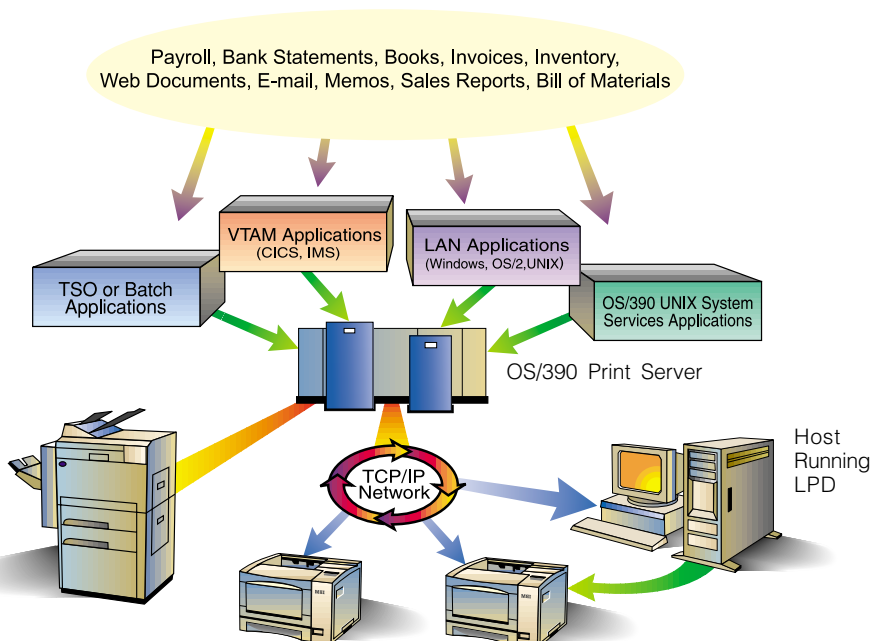 Payroll, Bank Statements, Books, Invoices, Inventory,
Web Documents, E-mail, Memos, Sales Reports, Bill of Materials
VTAM Applications
(CICS, IMS)
LAN Applications
(Windows, OS/2,UNIX)
TSO or Batch
Applications
OS/390 UNIX System
Services Applications
OS/390 Print Server
TCP/IP
Network
Host
Running
LPD